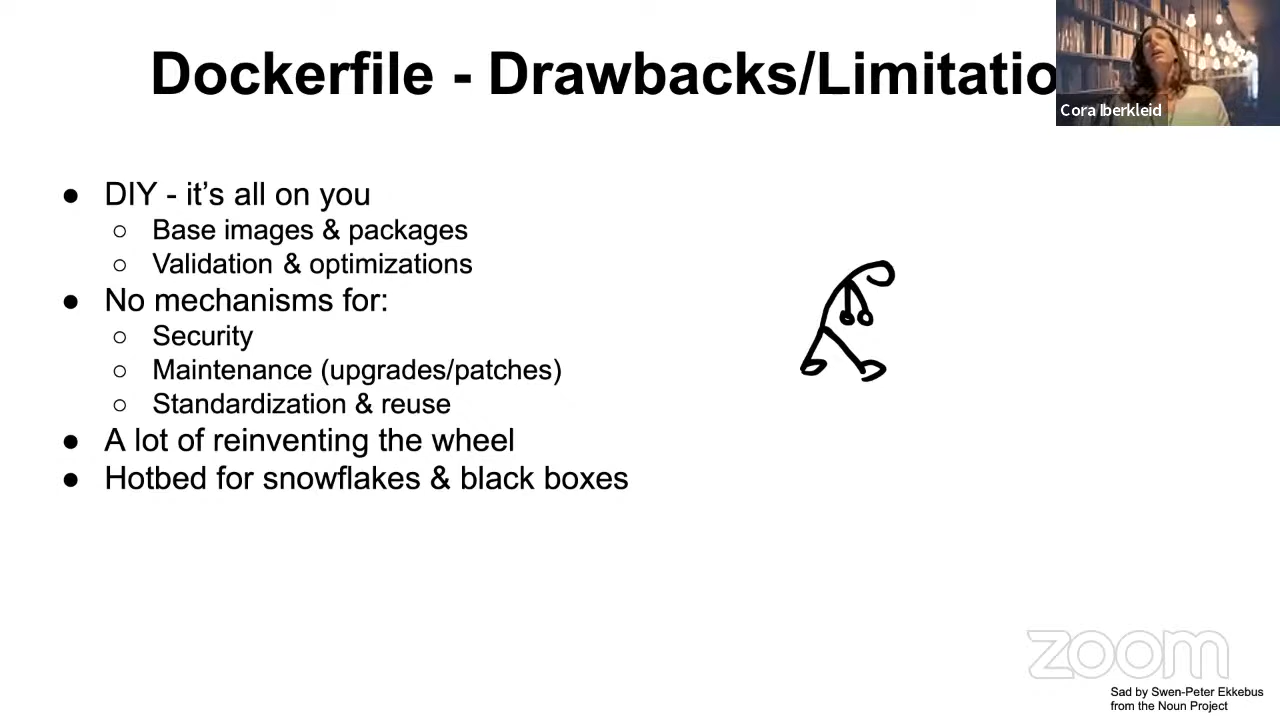 Dockerfile - Drawbacks/Limitatio
Cora Iberkleid
● DIY - it's all on you
○ Base images & packages
○ Validation & optimizations
● No mechanisms for:
○ Security
○ Maintenance (upgrades/patches)
○ Standardization & reuse
● A lot of reinventing the wheel
● Hotbed for snowflakes & black boxes
zoom
Sad by Swen-Peter Ekkebus
from the Noun Project